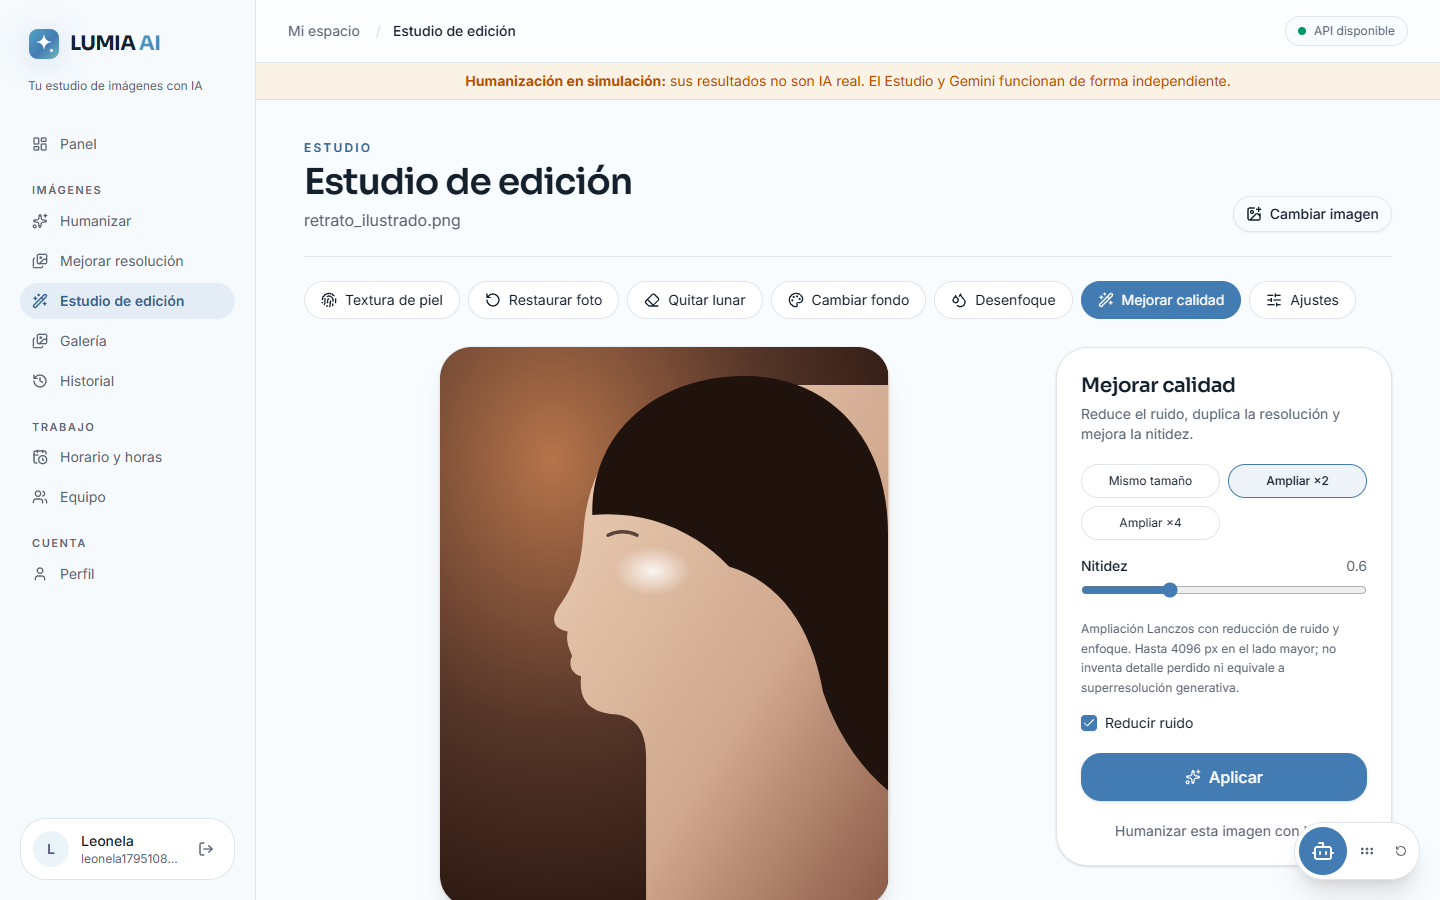 LUMIA AI
Tu estudio de imágenes con IA
Panel
IMÁGENES
Humanizar
Mejorar resolución
Estudio de edición
Galería
Historial
TRABAJO
Horario y horas
Equipo
CUENTA
Perfil
L
Leonela
leonela1795108...
Mi espacio / Estudio de edición
API disponible
Humanización en simulación: sus resultados no son IA real. El Estudio y Gemini funcionan de forma independiente.
ESTUDIO
Estudio de edición
retrato_ilustrado.png
Cambiar imagen
Textura de piel
Restaurar foto
Quitar lunar
Cambiar fondo
Desenfoque
Mejorar calidad
Ajustes
Mejorar calidad
Reduce el ruido, duplica la resolución y
mejora la nitidez.
Mismo tamaño
Ampliar ×2
Ampliar ×4
Nitidez 0.6
Ampliación Lanczos con reducción de ruido y
enfoque. Hasta 4096 px en el lado mayor; no
inventa detalle perdido ni equivale a
superresolución generativa.
Reducir ruido
Aplicar
Humanizar esta imagen con